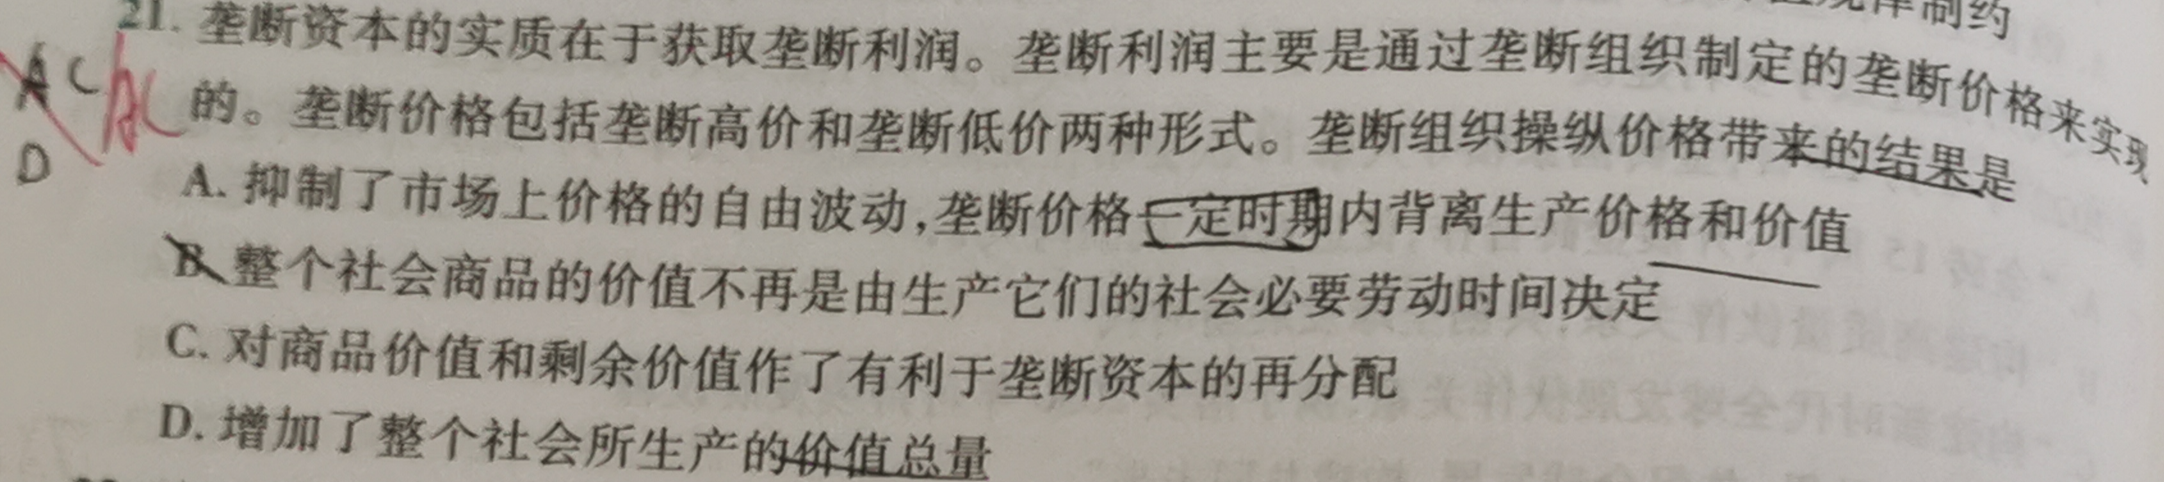 制约
21. 垄断资本的实质在于获取垄断利润。垄断利润主要是通过垄断组织制定的垄断价格来实现
的。垄断价格包括垄断高价和垄断低价两种形式。垄断组织操纵价格带来的结果是
A. 抑制了市场上价格的自由波动,垄断价格一定时期内背离生产价格和价值
B. 整个社会商品的价值不再是由生产它们的社会必要劳动时间决定
C. 对商品价值和剩余价值作了有利于垄断资本的再分配
D. 增加了整个社会所生产的价值总量
A C
D
AC